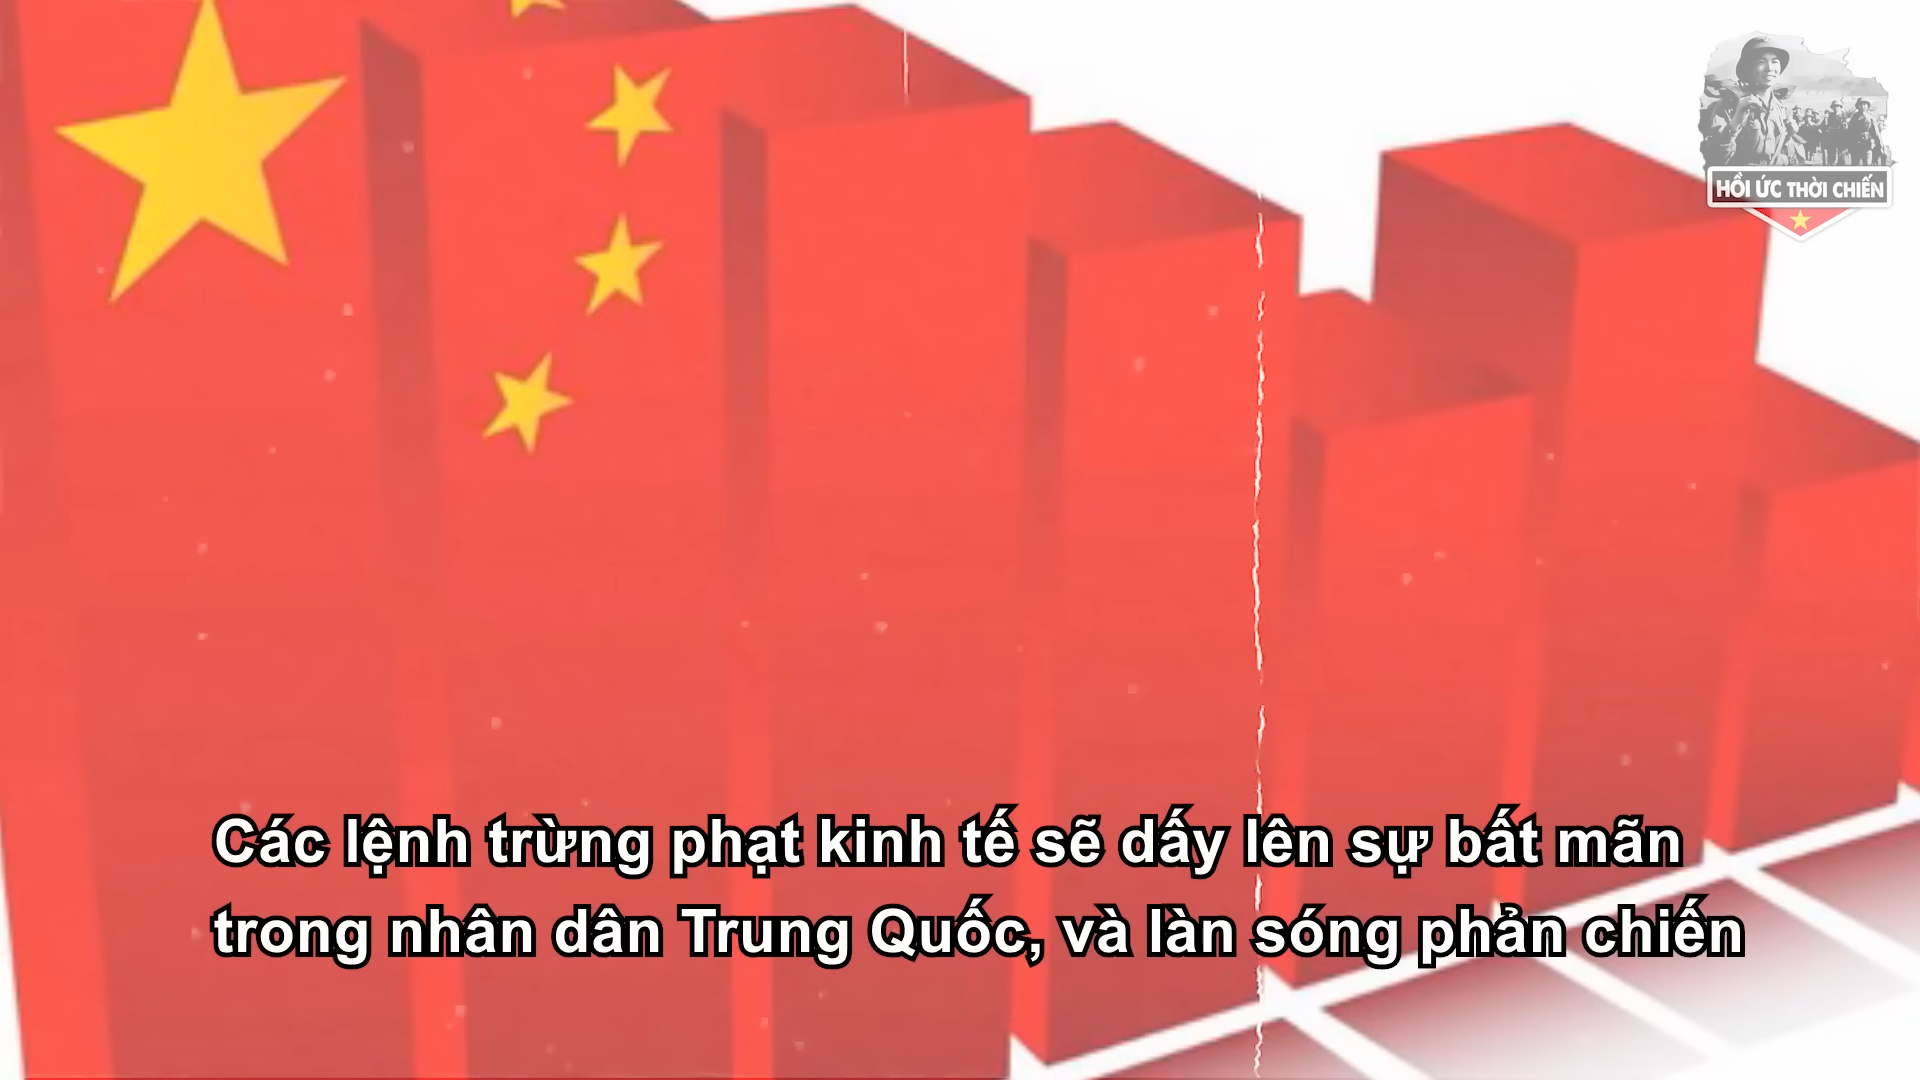 HỒI ỨC THỜI CHIẾN
Các lệnh trừng phạt kinh tế sẽ dấy lên sự bất mãn
trong nhân dân Trung Quốc, và làn sóng phản chiến